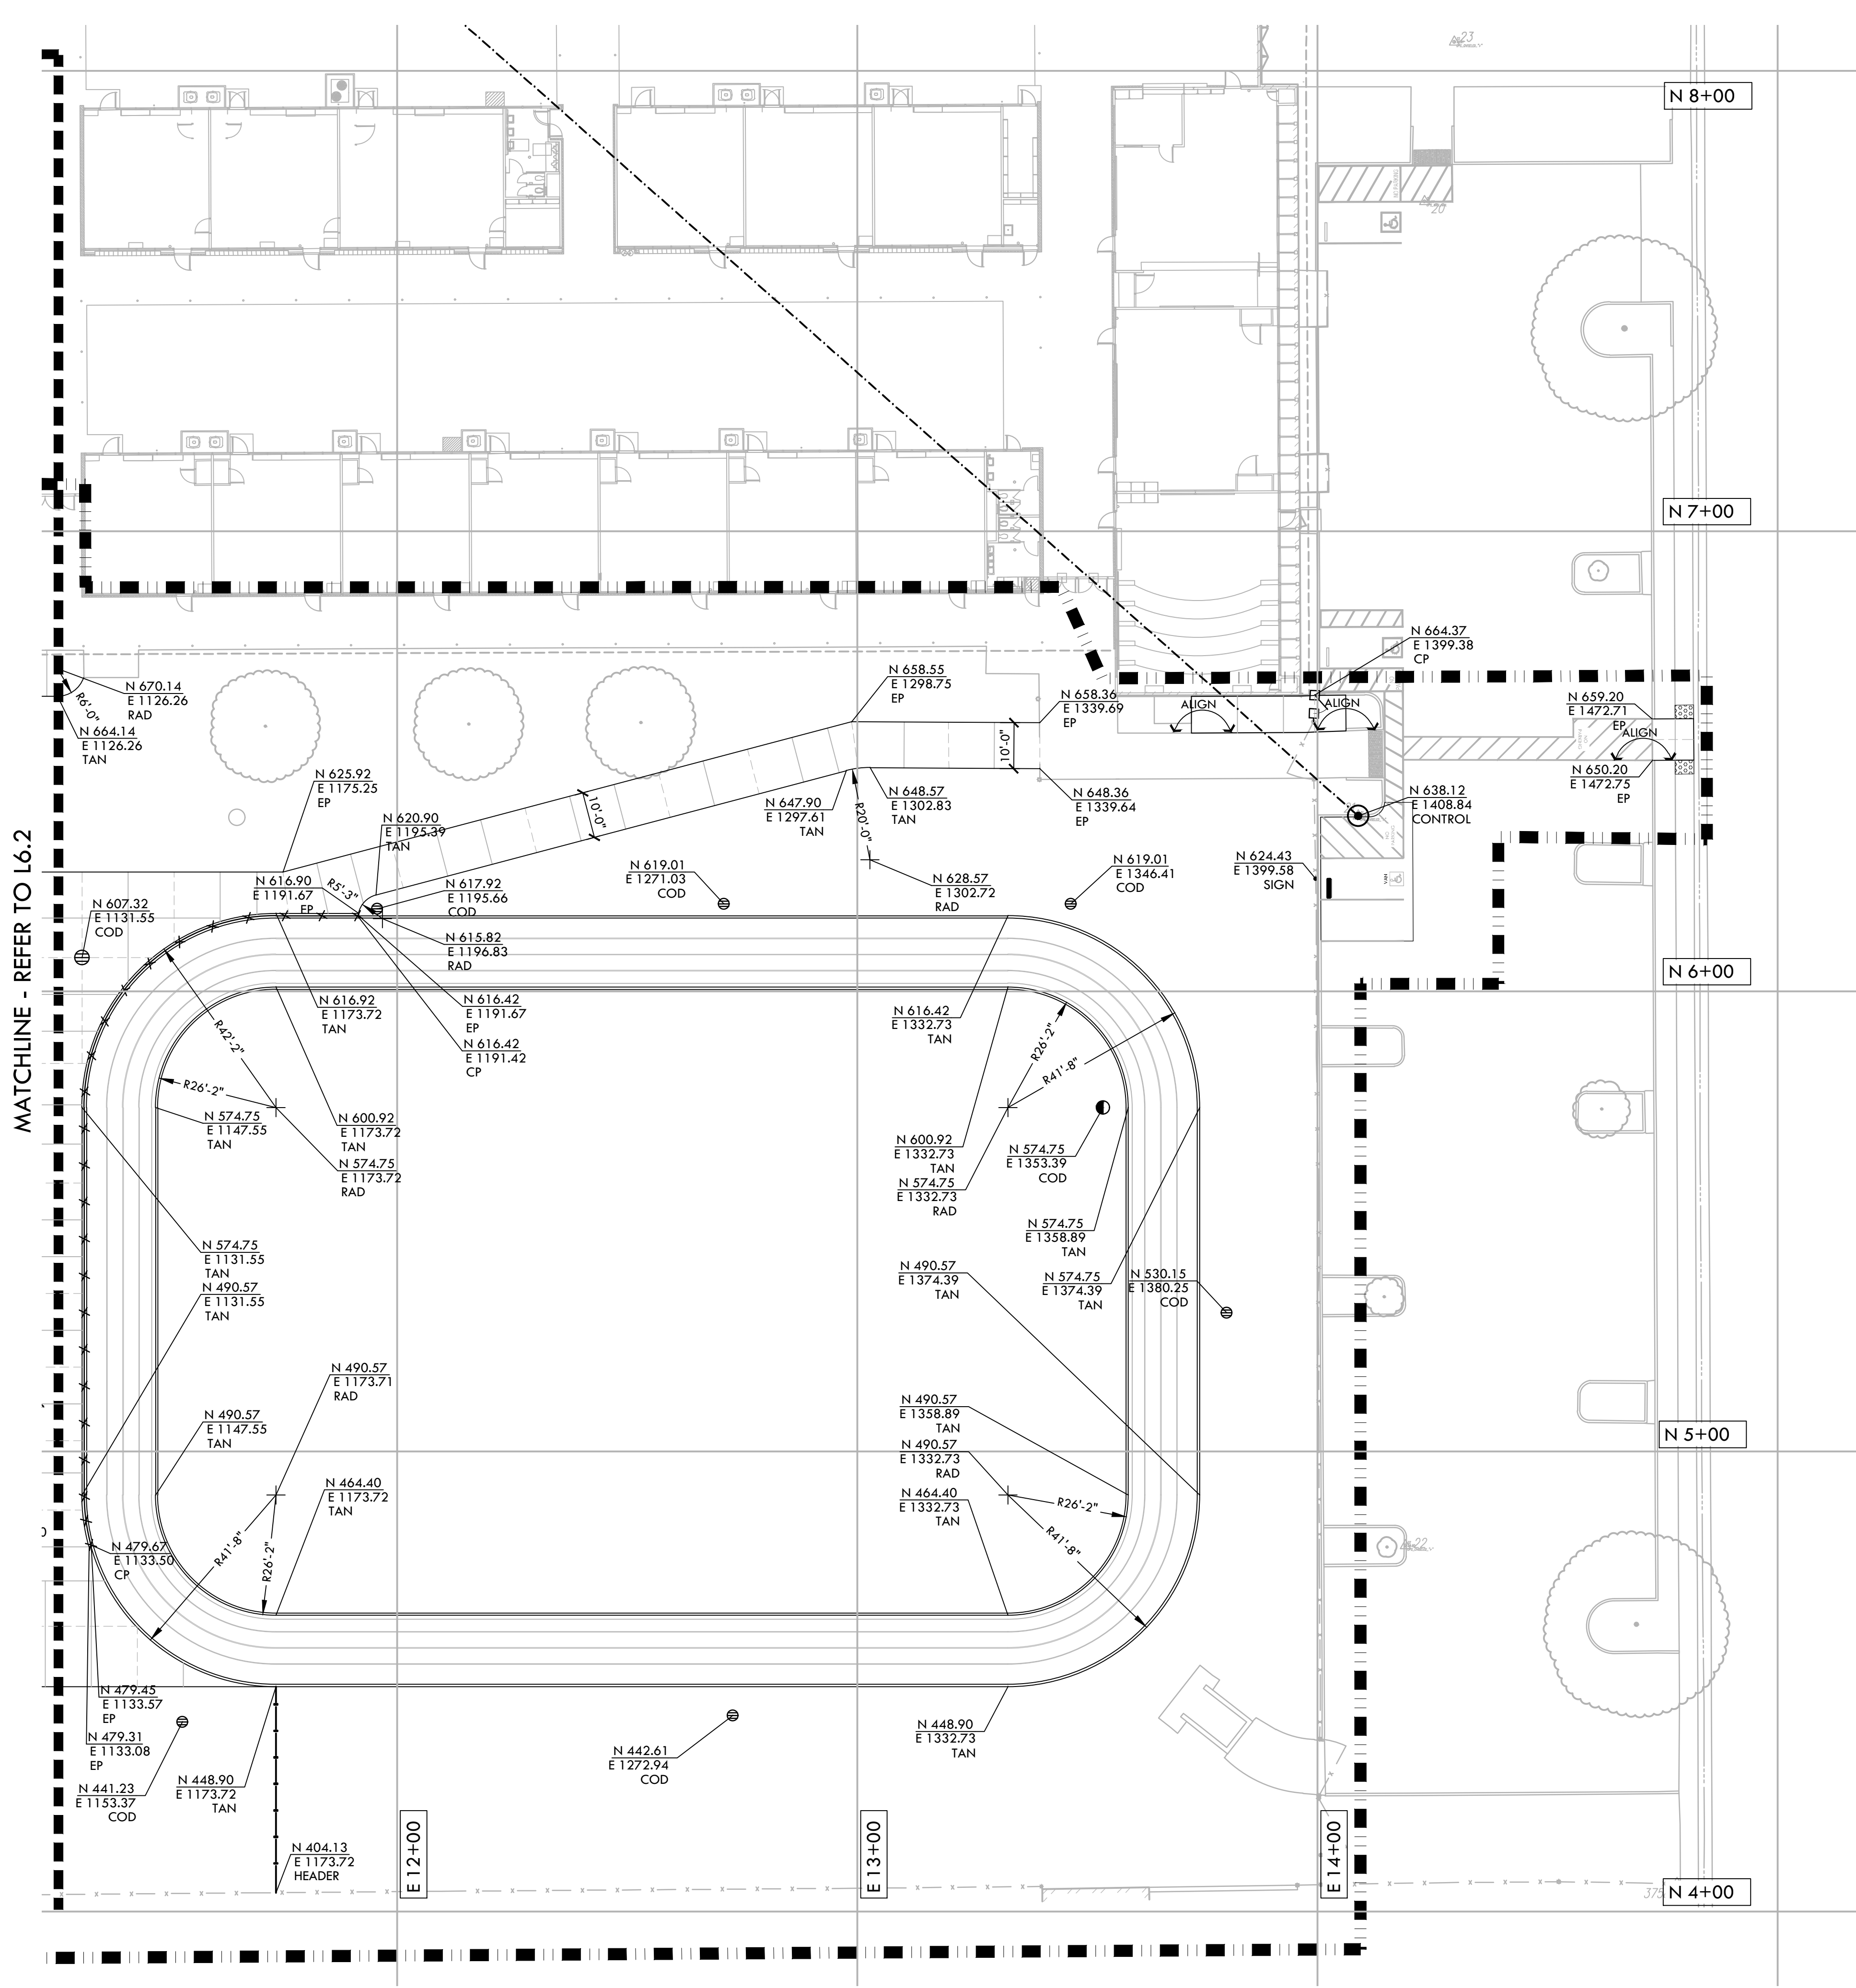 23
N 8+00
NO PARKING
20
N 7+00
N 664.37
E 1399.38
CP
N 658.55
E 1298.75
EP
N 670.14
E 1126.26
RAD
R6'-0"
N 658.36
E 1339.69
EP
ALIGN
ALIGN
N 659.20
E 1472.71
EP
ALIGN
N 664.14
E 1126.26
TAN
10'-0"
N 625.92
E 1175.25
EP
N 650.20
E 1472.75
EP
N 648.57
E 1302.83
TAN
N 648.36
E 1339.64
EP
N 638.12
E 1408.84
CONTROL
N 647.90
E 1297.61
TAN
10'-0"
R20'-0"
N 620.90
E 1195.39
TAN
MATCHLINE - REFER TO L6.2
N 619.01
E 1271.03
COD
N 619.01
E 1346.41
COD
N 624.43
E 1399.58
SIGN
VAN
N 628.57
E 1302.72
RAD
N 616.90
E 1191.67
EP
R5'-3"
N 617.92
E 1195.66
COD
N 607.32
E 1131.55
COD
N 615.82
E 1196.83
RAD
N 6+00
N 616.92
E 1173.72
TAN
N 616.42
E 1191.67
EP
N 616.42
E 1332.73
TAN
R42'-2"
N 616.42
E 1191.42
CP
R26'-2"
R41'-8"
R26'-2"
N 574.75
E 1147.55
TAN
N 600.92
E 1173.72
TAN
N 600.92
E 1332.73
TAN
N 574.75
E 1353.39
COD
N 574.75
E 1173.72
RAD
N 574.75
E 1332.73
RAD
N 574.75
E 1358.89
TAN
N 574.75
E 1131.55
TAN
N 490.57
E 1374.39
TAN
N 574.75
E 1374.39
TAN
N 530.15
E 1380.25
COD
N 490.57
E 1131.55
TAN
N 490.57
E 1173.71
RAD
N 490.57
E 1147.55
TAN
N 490.57
E 1358.89
TAN
N 5+00
N 490.57
E 1332.73
RAD
N 464.40
E 1173.72
TAN
N 464.40
E 1332.73
TAN
R26'-2"
R41'-8"
R41'-8"
R26'-2"
22
N 479.67
E 1133.50
CP
N 479.45
E 1133.57
EP
N 479.31
E 1133.08
EP
N 448.90
E 1332.73
TAN
N 442.61
E 1272.94
COD
N 448.90
E 1173.72
TAN
N 441.23
E 1153.37
COD
N 404.13
E 1173.72
HEADER
E 12+00
E 13+00
E 14+00
375
N 4+00